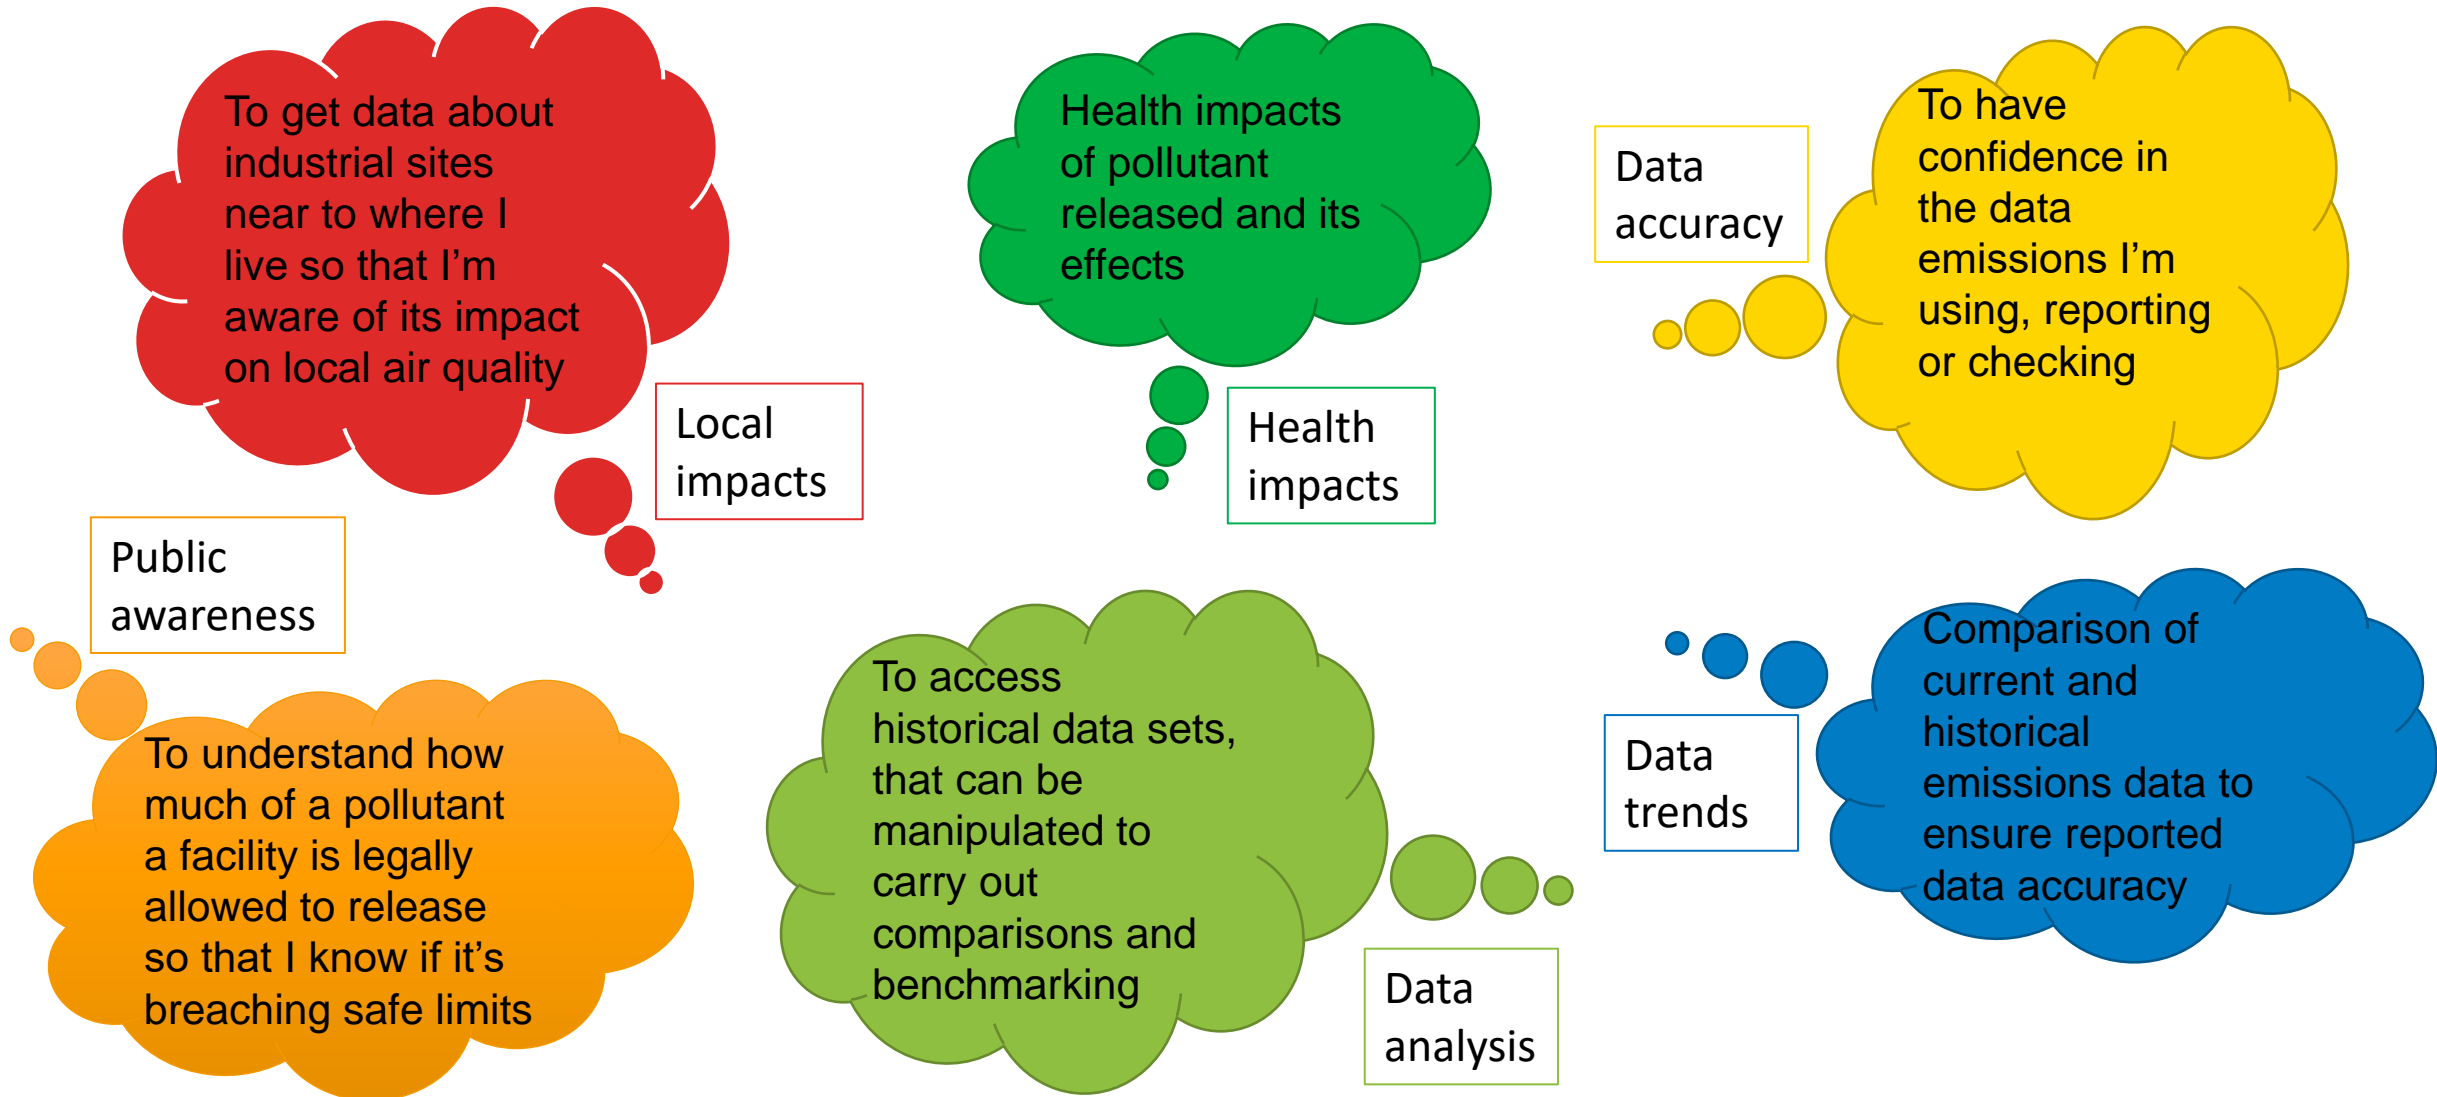 To get data about
industrial sites
near to where I
live so that I'm
aware of its impact
on local air quality
Local
impacts
Health impacts
of pollutant
released and its
effects
Health
impacts
Data
accuracy
To have
confidence in
the data
emissions I'm
using, reporting
or checking
Public
awareness
To understand how
much of a pollutant
a facility is legally
allowed to release
so that I know if it's
breaching safe limits
To access
historical data sets,
that can be
manipulated to
carry out
comparisons and
benchmarking
Data
analysis
Data
trends
Comparison of
current and
historical
emissions data to
ensure reported
data accuracy